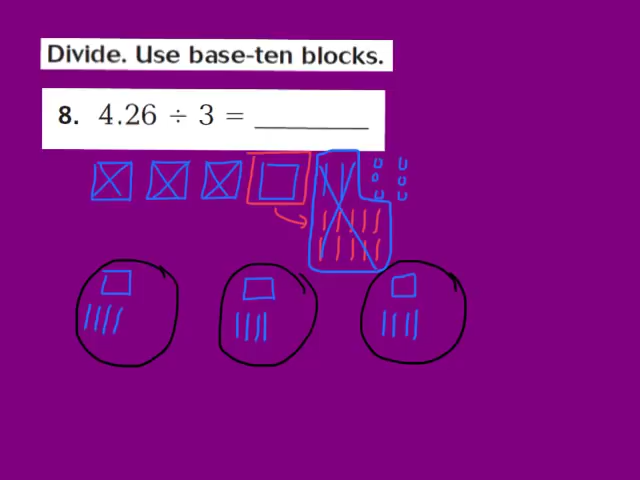 Divide. Use base-ten blocks.
8. 4.26 ÷ 3 = ________